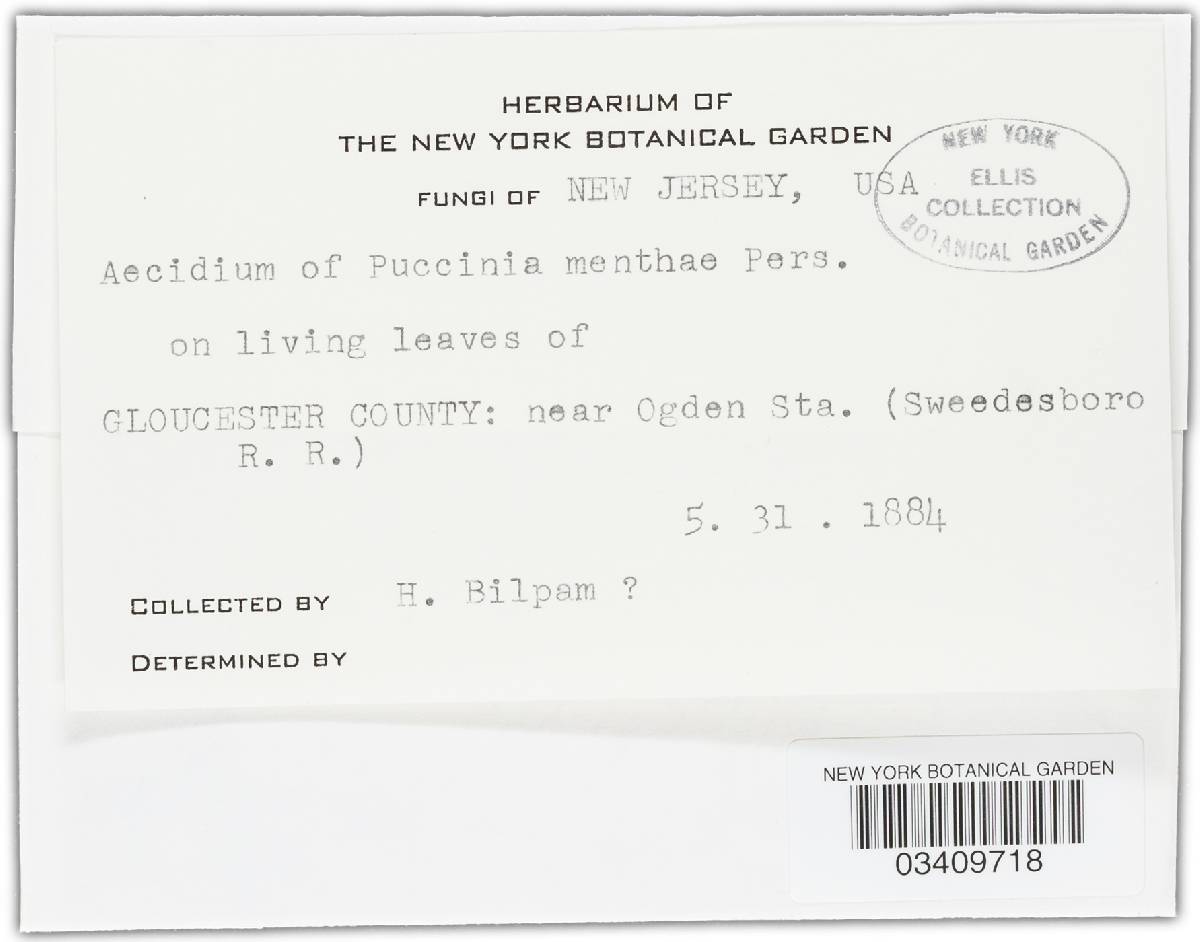 HERBARIUM OF
THE NEW YORK BOTANICAL GARDEN
FUNGI OF NEW JERSEY, USA
NEW YORK
ELLIS
COLLECTION
BOTANICAL GARDEN
Aecidium of Puccinia menthae Pers.
on living leaves of
GLOUCESTER COUNTY: near Ogden Sta. (Sweedesboro
R. R.)
5. 31 . 1884
COLLECTED BY H. Bilpam ?
DETERMINED BY
NEW YORK BOTANICAL GARDEN
03409718